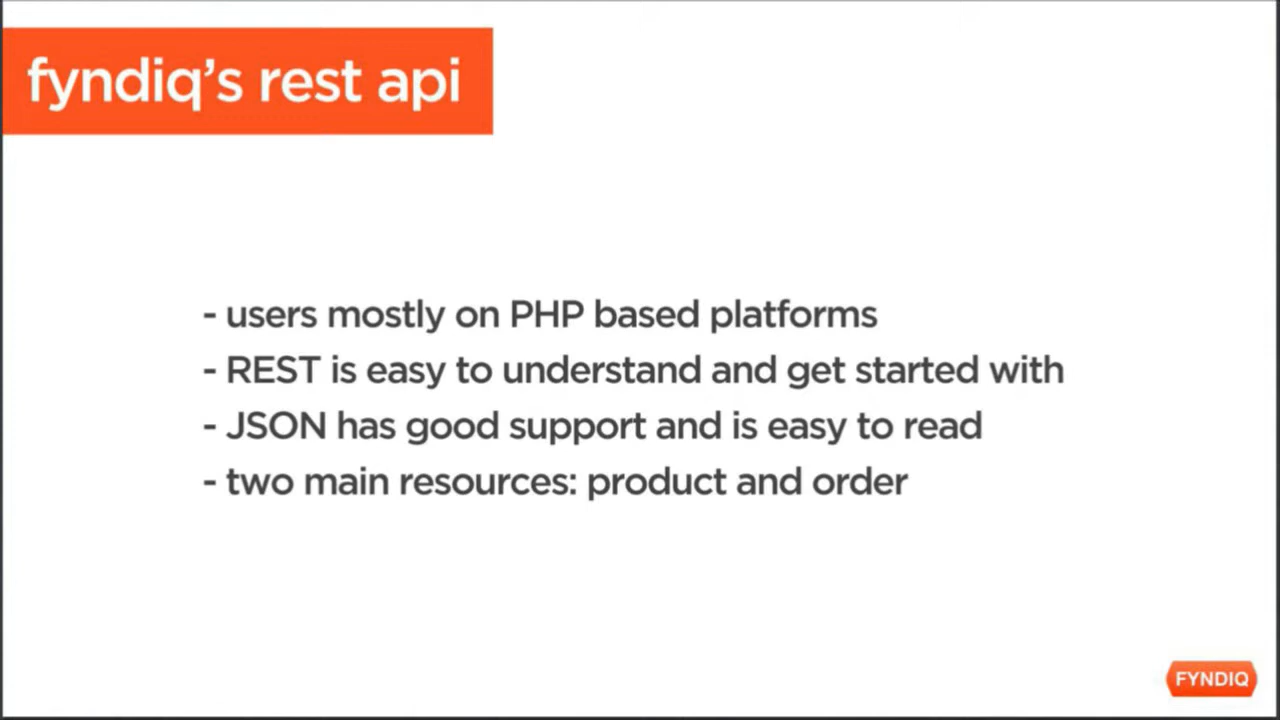 fyndiq's rest api
- users mostly on PHP based platforms
- REST is easy to understand and get started with
- JSON has good support and is easy to read
- two main resources: product and order
FYNDIQ